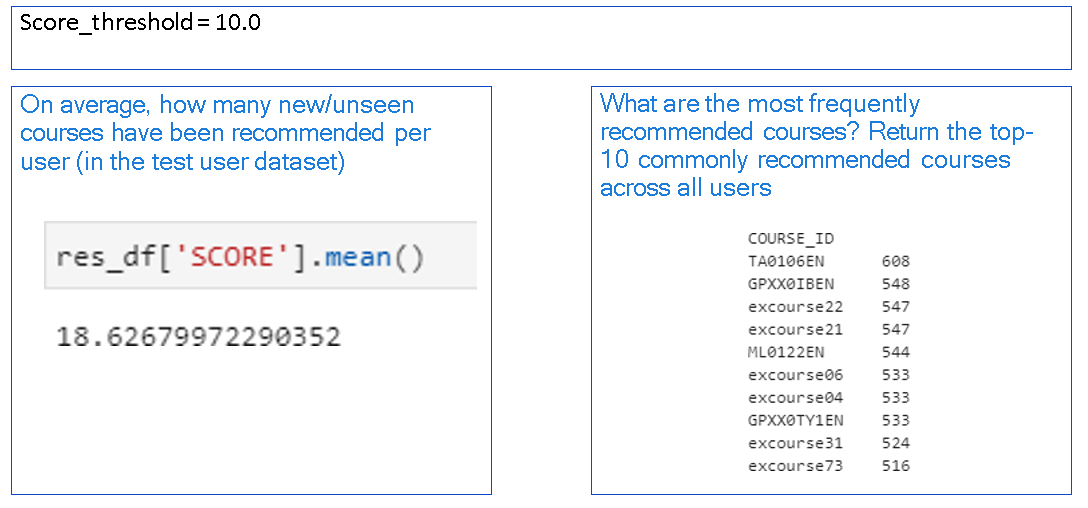 Score_threshold = 10.0
On average, how many new/unseen
courses have been recommended per
user (in the test user dataset)
res_df['SCORE'].mean()
18.62679972290352
What are the most frequently
recommended courses? Return the top-
10 commonly recommended courses
across all users
COURSE_ID
TA0106EN 608
GPXX0IBEN 548
excourse22 547
excourse21 547
ML0122EN 544
excourse06 533
excourse04 533
GPXX0TY1EN 533
excourse31 524
excourse73 516